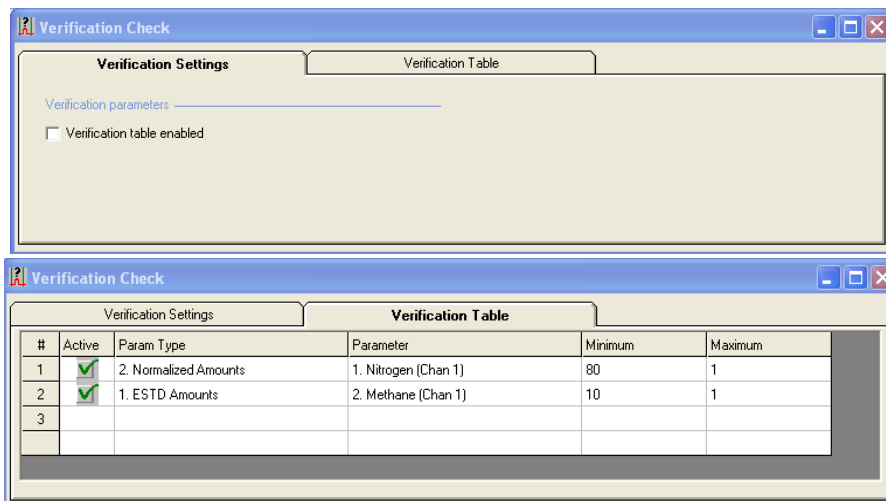 Verification Check
Verification Settings Verification Table
Verification parameters
Verification table enabled
Verification Check
Verification Settings Verification Table
# Active Param Type Parameter Minimum Maximum
1 2. Normalized Amounts 1. Nitrogen (Chan 1) 80 1
2 1. ESTD Amounts 2. Methane (Chan 1) 10 1
3